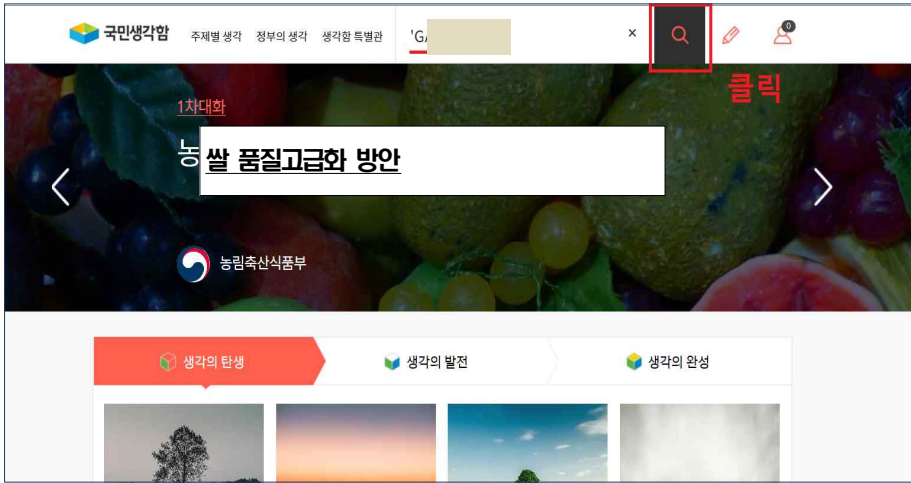 국민생각함 주제별 생각 정부의 생각 생각함 특별관 'GA × 0
클릭
1차대화
농 쌀 품질고급화 방안
농림축산식품부
생각의 탄생 생각의 발전 생각의 완성